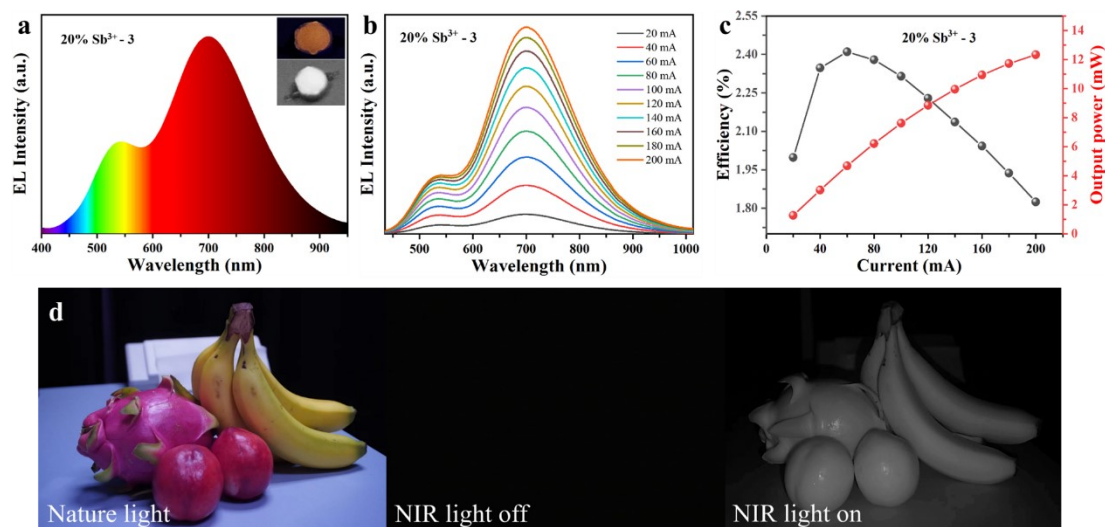 a
20% Sb³⁺ - 3
EL Intensity (a.u.)
400 500 600 700 800 900
Wavelength (nm)
b
20% Sb³⁺ - 3
20 mA
40 mA
60 mA
80 mA
100 mA
120 mA
140 mA
160 mA
180 mA
200 mA
EL Intensity (a.u.)
500 600 700 800 900 1000
Wavelength (nm)
c
20% Sb³⁺ - 3
2.55
2.40
2.25
2.10
1.95
1.80
Efficiency (%)
14
12
10
8
6
4
2
0
Output power (mW)
0 40 80 120 160 200
Current (mA)
d
Nature light
NIR light off
NIR light on